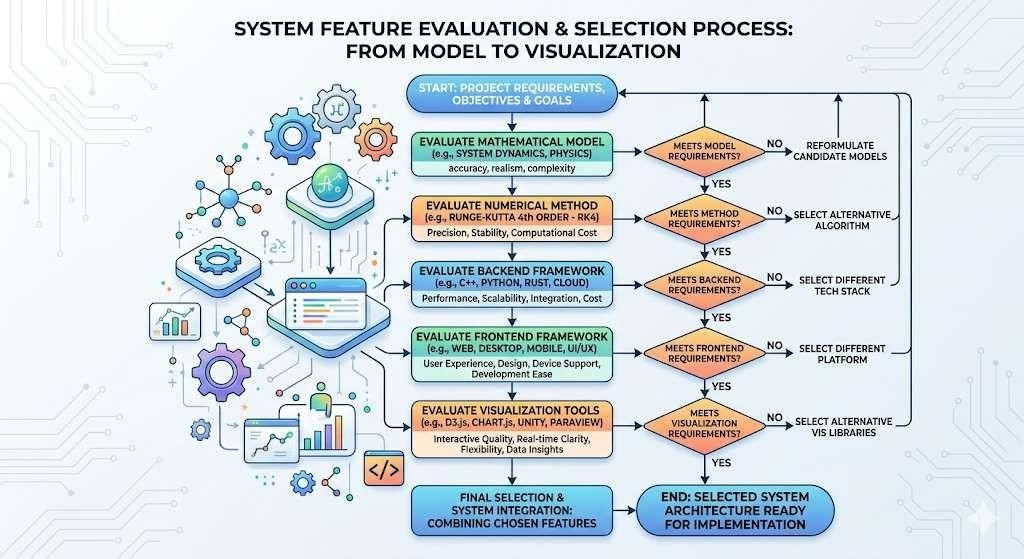 SYSTEM FEATURE EVALUATION & SELECTION PROCESS:
FROM MODEL TO VISUALIZATION
START: PROJECT REQUIREMENTS,
OBJECTIVES & GOALS
EVALUATE MATHEMATICAL MODEL
(e.g., SYSTEM DYNAMICS, PHYSICS)
accuracy, realism, complexity
MEETS MODEL
REQUIREMENTS?
NO
REFORMULATE
CANDIDATE MODELS
YES
EVALUATE NUMERICAL METHOD
(e.g., RUNGE-KUTTA 4th ORDER - RK4)
Precision, Stability, Computational Cost
MEETS METHOD
REQUIREMENTS?
NO
SELECT ALTERNATIVE
ALGORITHM
YES
EVALUATE BACKEND FRAMEWORK
(e.g., C++, PYTHON, RUST, CLOUD)
Performance, Scalability, Integration, Cost
MEETS BACKEND
REQUIREMENTS?
NO
SELECT DIFFERENT
TECH STACK
YES
EVALUATE FRONTEND FRAMEWORK
(e.g., WEB, DESKTOP, MOBILE, UI/UX)
User Experience, Design, Device Support,
Development Ease
MEETS FRONTEND
REQUIREMENTS?
NO
SELECT DIFFERENT
PLATFORM
YES
EVALUATE VISUALIZATION TOOLS
(e.g., D3.js, CHART.js, UNITY, PARAVIEW)
Interactive Quality, Real-time Clarity,
Flexibility, Data Insights
MEETS
VISUALIZATION
REQUIREMENTS?
NO
SELECT ALTERNATIVE
VIS LIBRARIES
YES
</>
FINAL SELECTION &
SYSTEM INTEGRATION:
COMBINING CHOSEN FEATURES
END: SELECTED SYSTEM
ARCHITECTURE READY
FOR IMPLEMENTATION